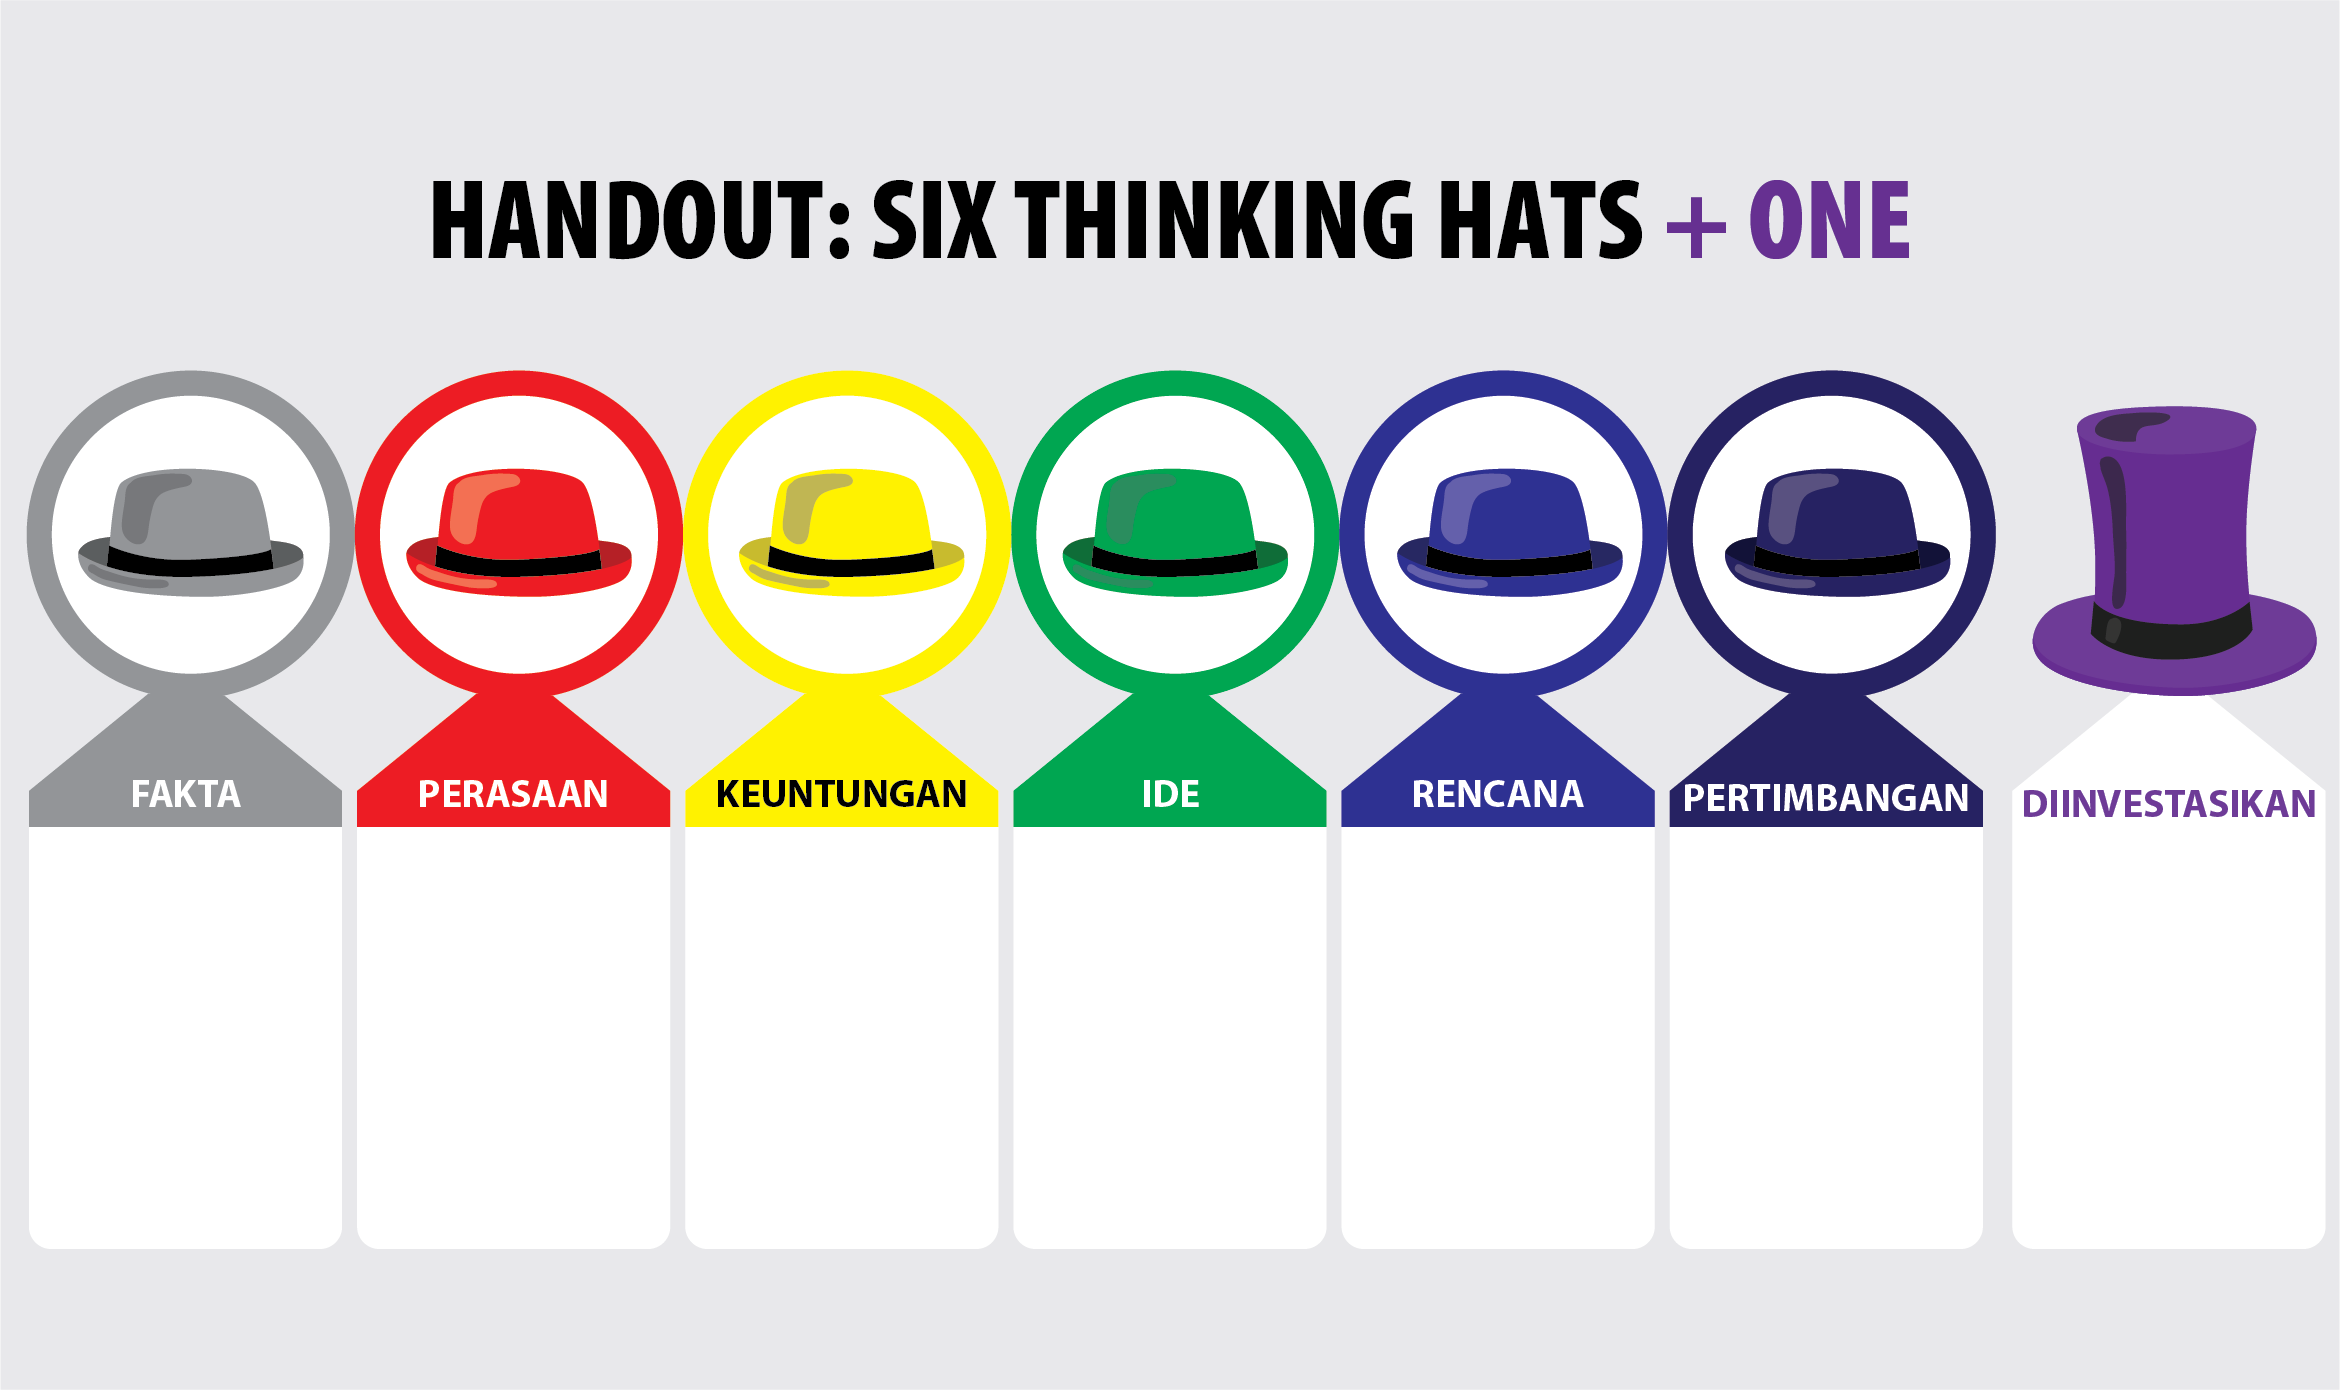 HANDOUT: SIX THINKING HATS + ONE
FAKTA
PERASAAN
KEUNTUNGAN
IDE
RENCANA
PERTIMBANGAN
DIINVESTASIKAN